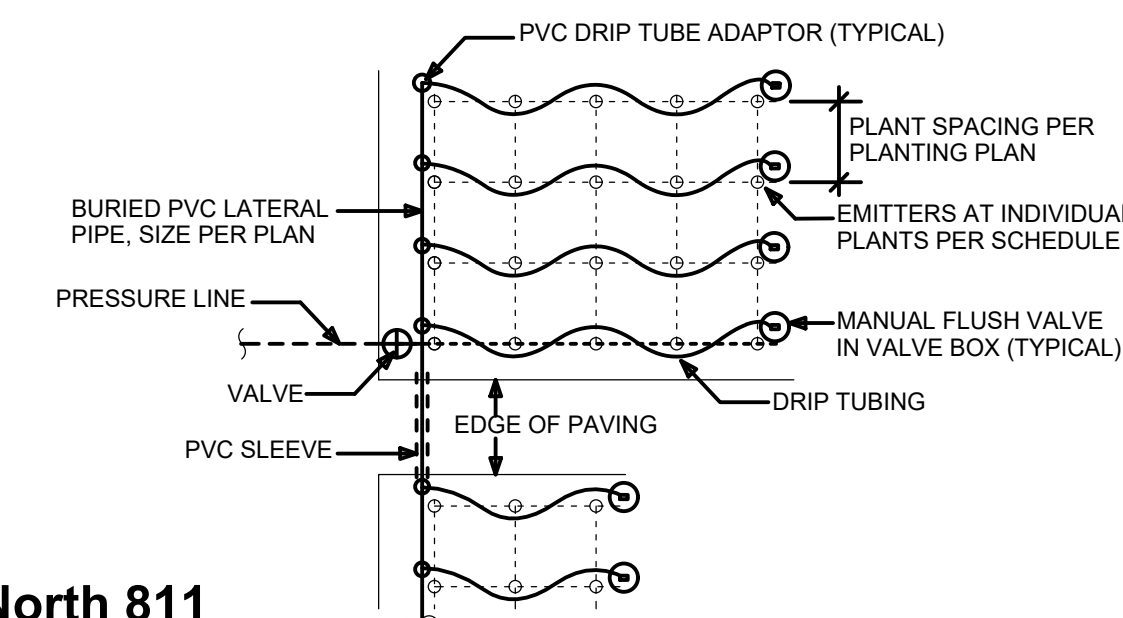 PVC DRIP TUBE ADAPTOR (TYPICAL)
PLANT SPACING PER
PLANTING PLAN
BURIED PVC LATERAL
PIPE, SIZE PER PLAN
EMITTERS AT INDIVIDUAL
PLANTS PER SCHEDULE
PRESSURE LINE
MANUAL FLUSH VALVE
IN VALVE BOX (TYPICAL)
VALVE
DRIP TUBING
EDGE OF PAVING
PVC SLEEVE
North 811